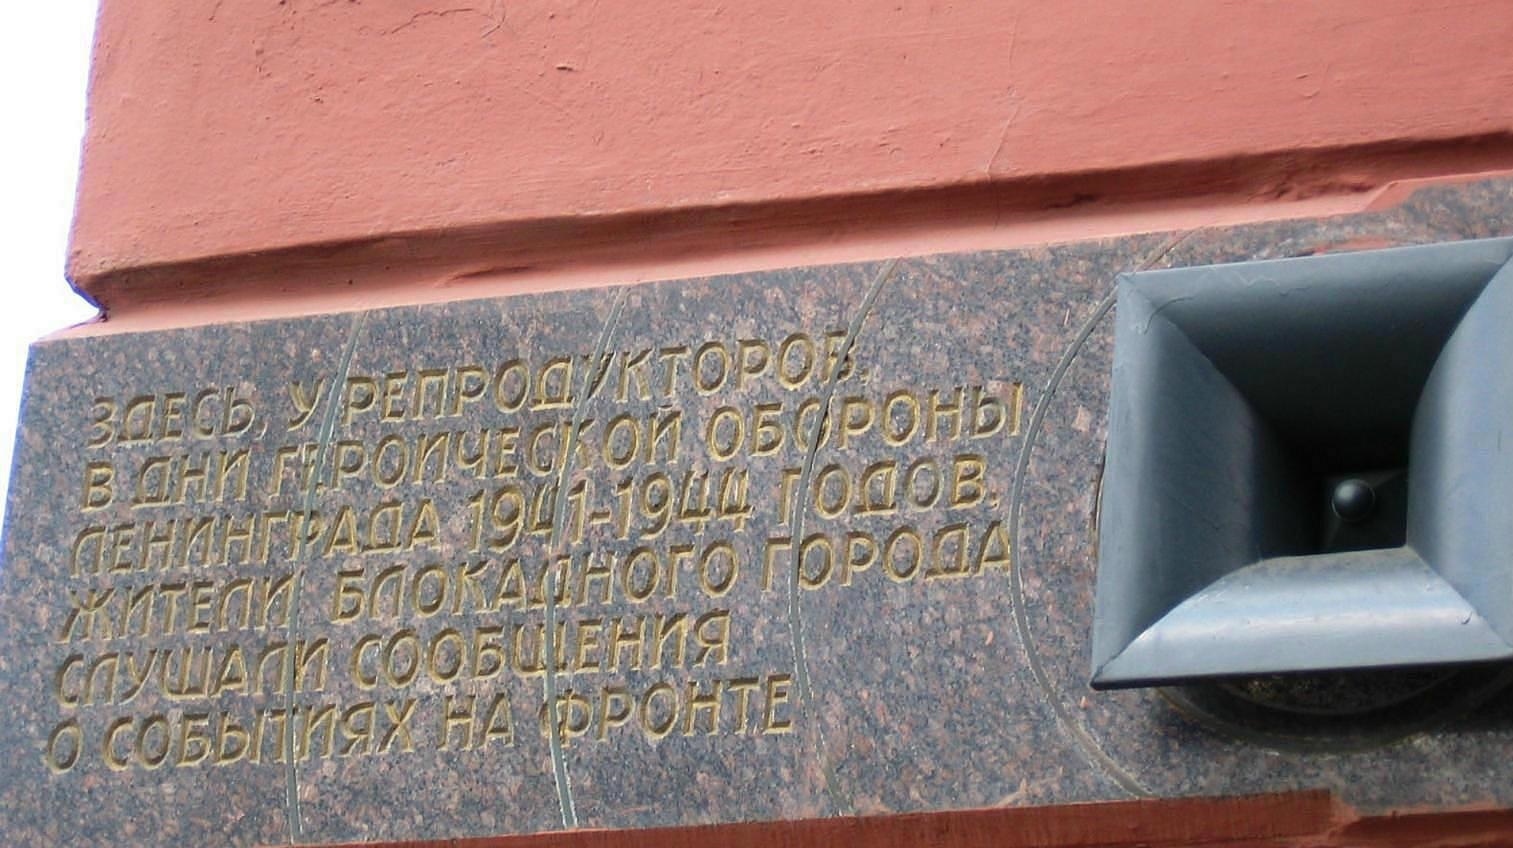 ЗДЕСЬ, У РЕПРОДУКТОРОВ,
В ДНИ ГЕРОИЧЕСКОЙ ОБОРОНЫ
ЛЕНИНГРАДА 1941-1944 ГОДОВ,
ЖИТЕЛИ БЛОКАДНОГО ГОРОДА
СЛУШАЛИ СООБЩЕНИЯ
О СОБЫТИЯХ НА ФРОНТЕ